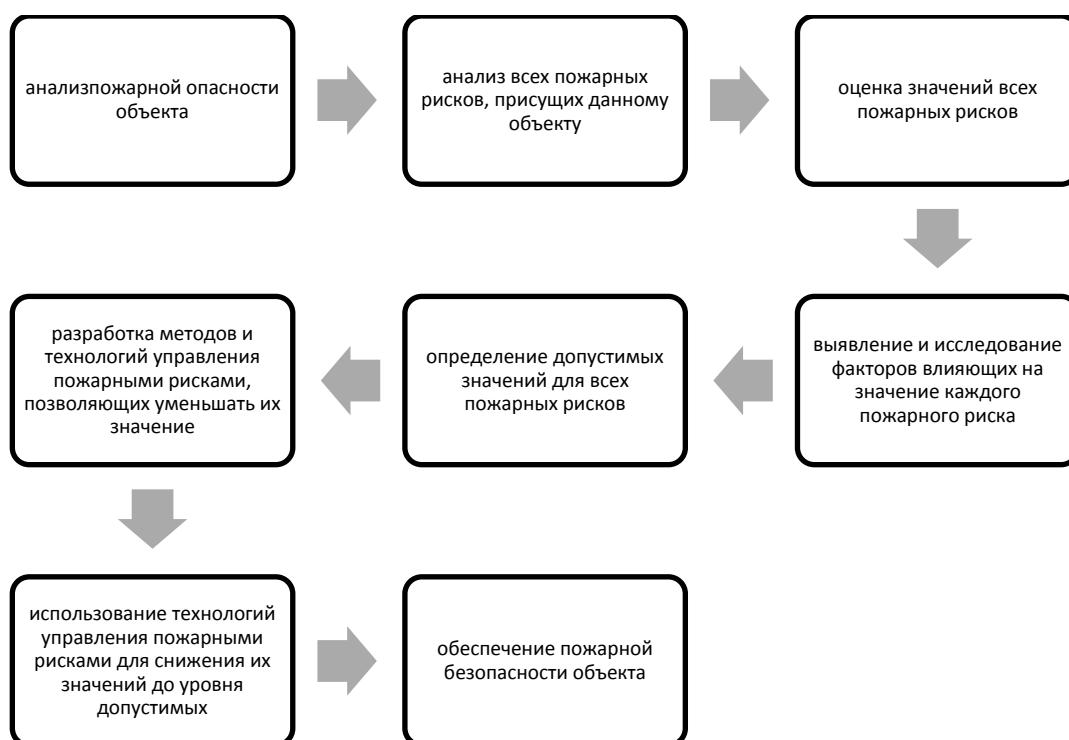 анализпожарной опасности
объекта
анализ всех пожарных
рисков, присущих данному
объекту
оценка значений всех
пожарных рисков
выявление и исследование
факторов влияющих на
значение каждого
пожарного риска
определение допустимых
значений для всех
пожарных рисков
разработка методов и
технологий управления
пожарными рисками,
позволяющих уменьшать их
значение
использование технологий
управления пожарными
рисками для снижения их
значений до уровня
допустимых
обеспечение пожарной
безопасности объекта